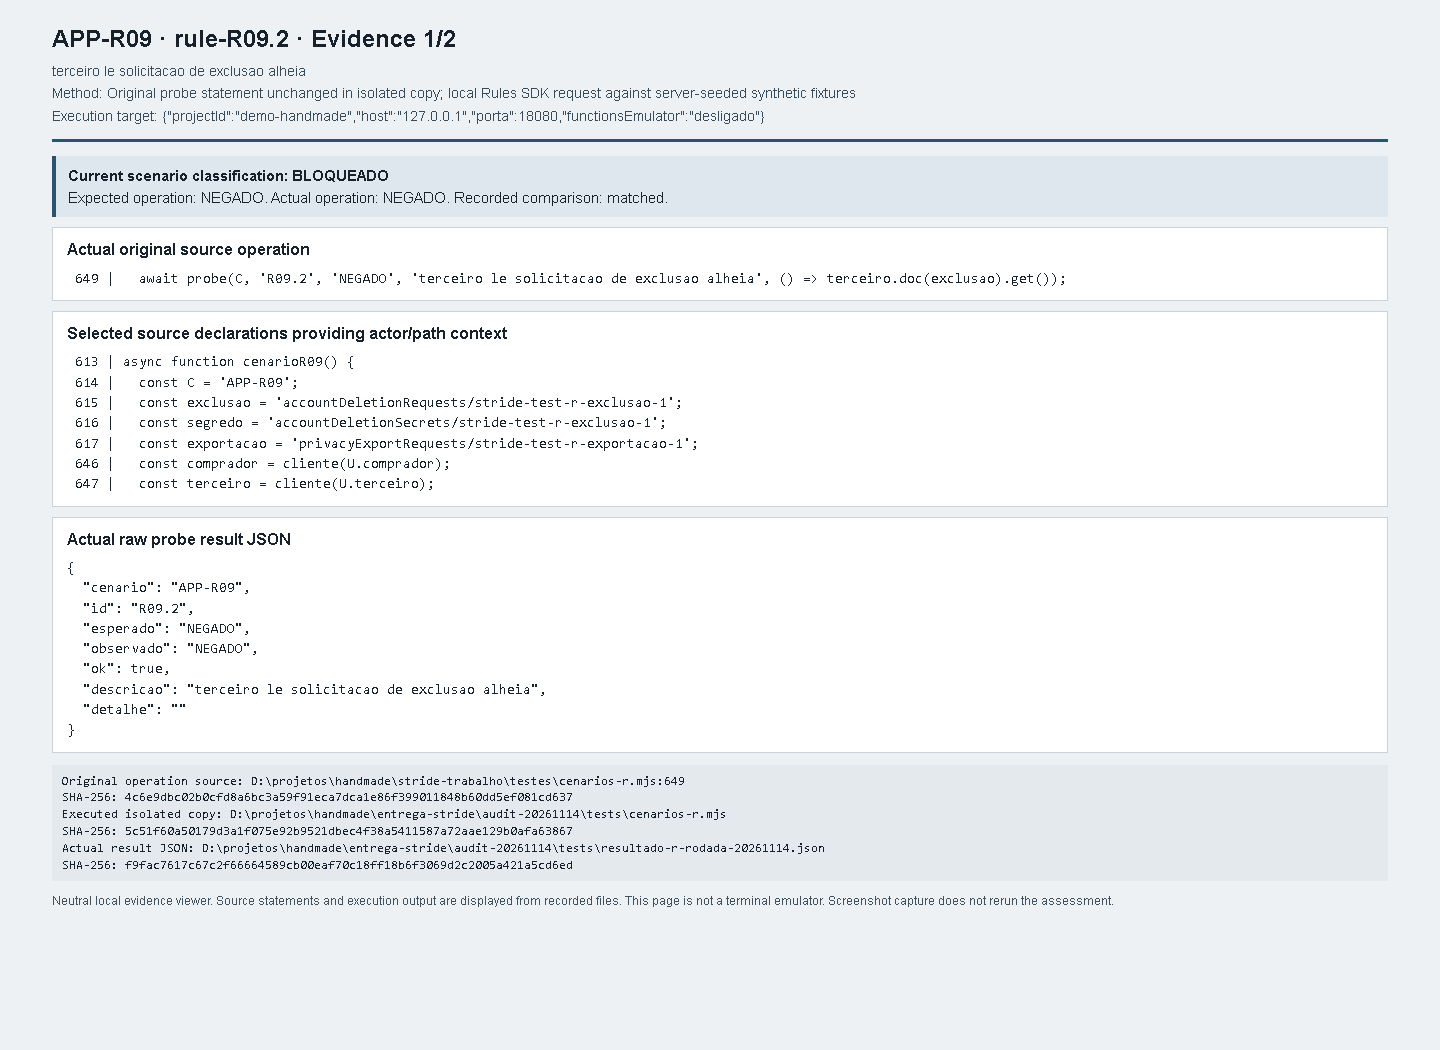 APP-R09 · rule-R09.2 · Evidence 1/2
terceiro le solicitacao de exclusao alheia
Method: Original probe statement unchanged in isolated copy; local Rules SDK request against server-seeded synthetic fixtures
Execution target: {"projectId":"demo-handmade","host":"127.0.0.1","porta":18080,"functionsEmulator":"desligado"}
Current scenario classification: BLOQUEADO
Expected operation: NEGADO. Actual operation: NEGADO. Recorded comparison: matched.
Actual original source operation
649 |   await probe(C, 'R09.2', 'NEGADO', 'terceiro le solicitacao de exclusao alheia', () => terceiro.doc(exclusao).get());
Selected source declarations providing actor/path context
613 | async function cenarioR09() {
614 |   const C = 'APP-R09';
615 |   const exclusao = 'accountDeletionRequests/stride-test-r-exclusao-1';
616 |   const segredo = 'accountDeletionSecrets/stride-test-r-exclusao-1';
617 |   const exportacao = 'privacyExportRequests/stride-test-r-exportacao-1';
646 |   const comprador = cliente(U.comprador);
647 |   const terceiro = cliente(U.terceiro);
Actual raw probe result JSON
{
  "cenario": "APP-R09",
  "id": "R09.2",
  "esperado": "NEGADO",
  "observado": "NEGADO",
  "ok": true,
  "descricao": "terceiro le solicitacao de exclusao alheia",
  "detalhe": ""
}
Original operation source: D:\projetos\handmade\stride-trabalho\testes\cenarios-r.mjs:649
SHA-256: 4c6e9dbc02b0cfd8a6bc3a59f91eca7dca1e86f399011848b60dd5ef081cd637
Executed isolated copy: D:\projetos\handmade\entrega-stride\audit-20261114\tests\cenarios-r.mjs
SHA-256: 5c51f60a50179d3a1f075e92b9521dbec4f38a5411587a72aae129b0afa63867
Actual result JSON: D:\projetos\handmade\entrega-stride\audit-20261114\tests\resultado-r-rodada-20261114.json
SHA-256: f9fac7617c67c2f66664589cb00eaf70c18ff18b6f3069d2c2005a421a5cd6ed
Neutral local evidence viewer. Source statements and execution output are displayed from recorded files. This page is not a terminal emulator. Screenshot capture does not rerun the assessment.